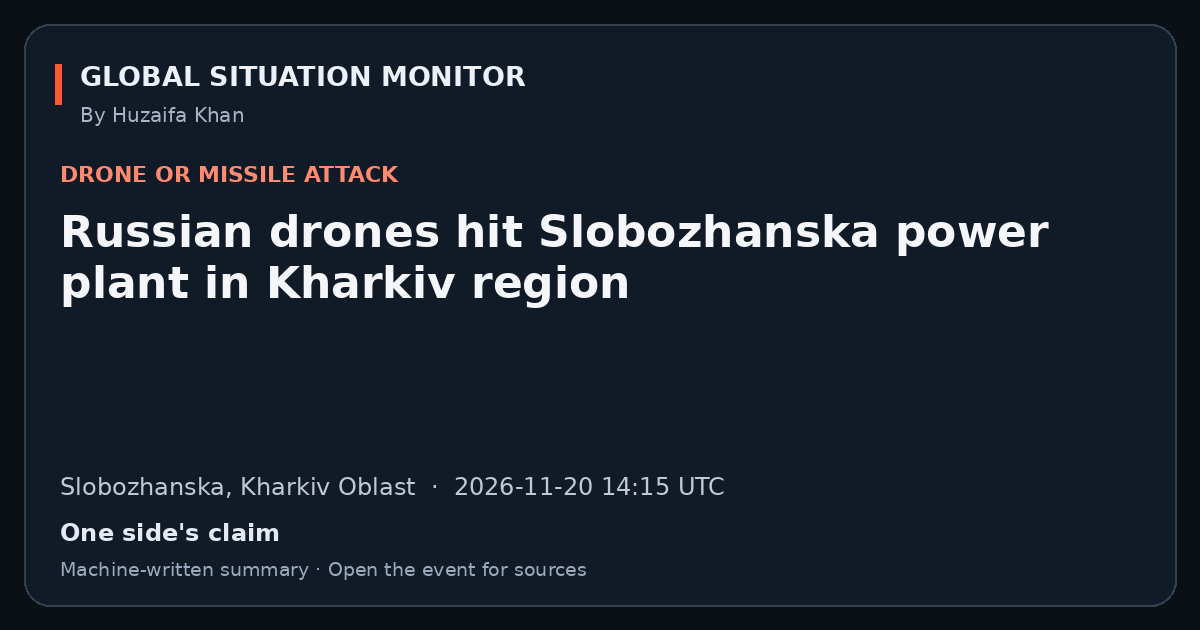 GLOBAL SITUATION MONITOR
By Huzaifa Khan
DRONE OR MISSILE ATTACK
Russian drones hit Slobozhanska power
plant in Kharkiv region
Slobozhanska, Kharkiv Oblast · 2026-11-20 14:15 UTC
One side's claim
Machine-written summary · Open the event for sources